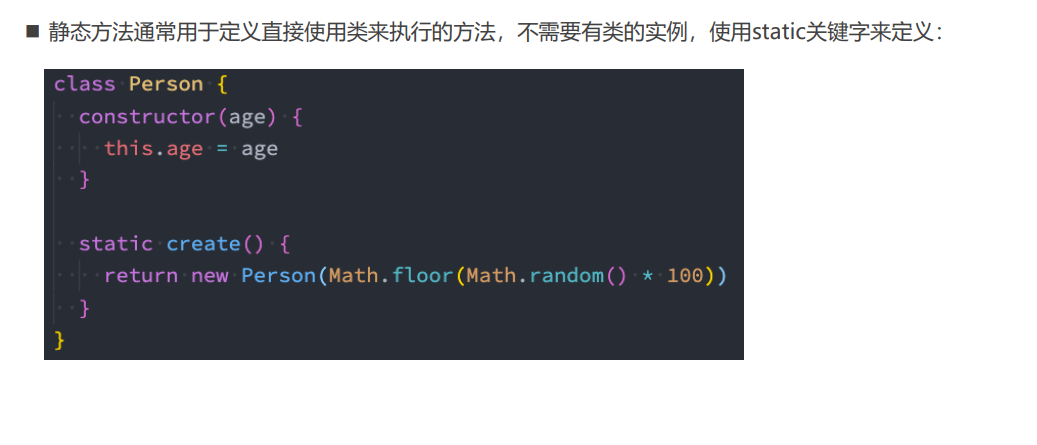 ■ 静态方法通常用于定义直接使用类来执行的方法，不需要有类的实例，使用static关键字来定义：
class Person {
  constructor(age) {
    this.age = age
  }
  static create() {
    return new Person(Math.floor(Math.random() * 100))
  }
}